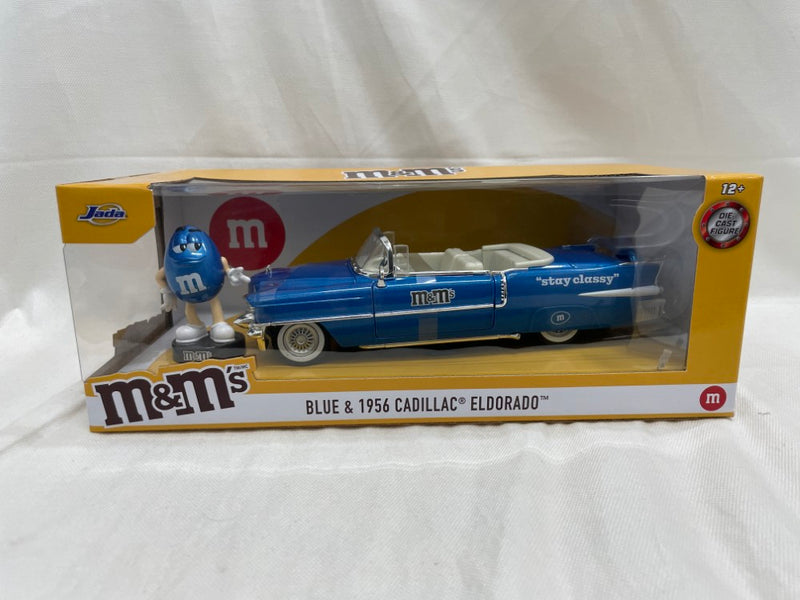 m&m's
12+
Jada
DIE
CAST
FIGURE
m
m
m&m's
"stay classy"
m
m&m's
m&m's
BLUE & 1956 CADILLAC® ELDORADO™
m